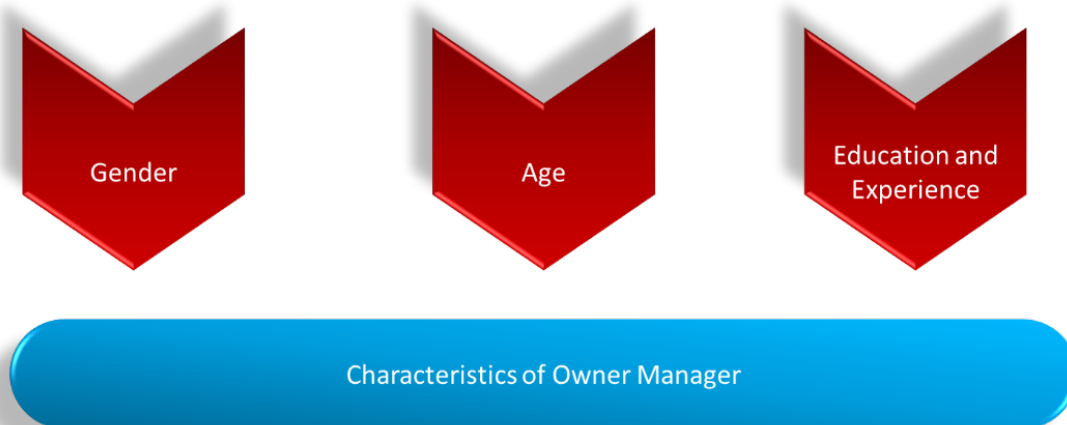 Gender
Age
Education and
Experience
Characteristics of Owner Manager